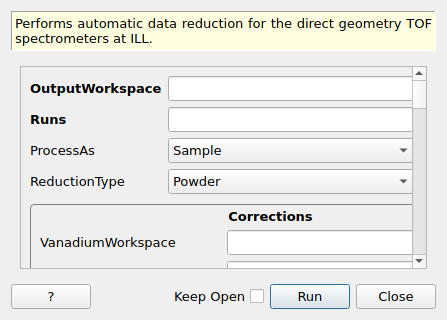 Performs automatic data reduction for the direct geometry TOF
spectrometers at ILL.
OutputWorkspace
Runs
ProcessAs Sample
ReductionType Powder
Corrections
VanadiumWorkspace
? Keep Open Run Close